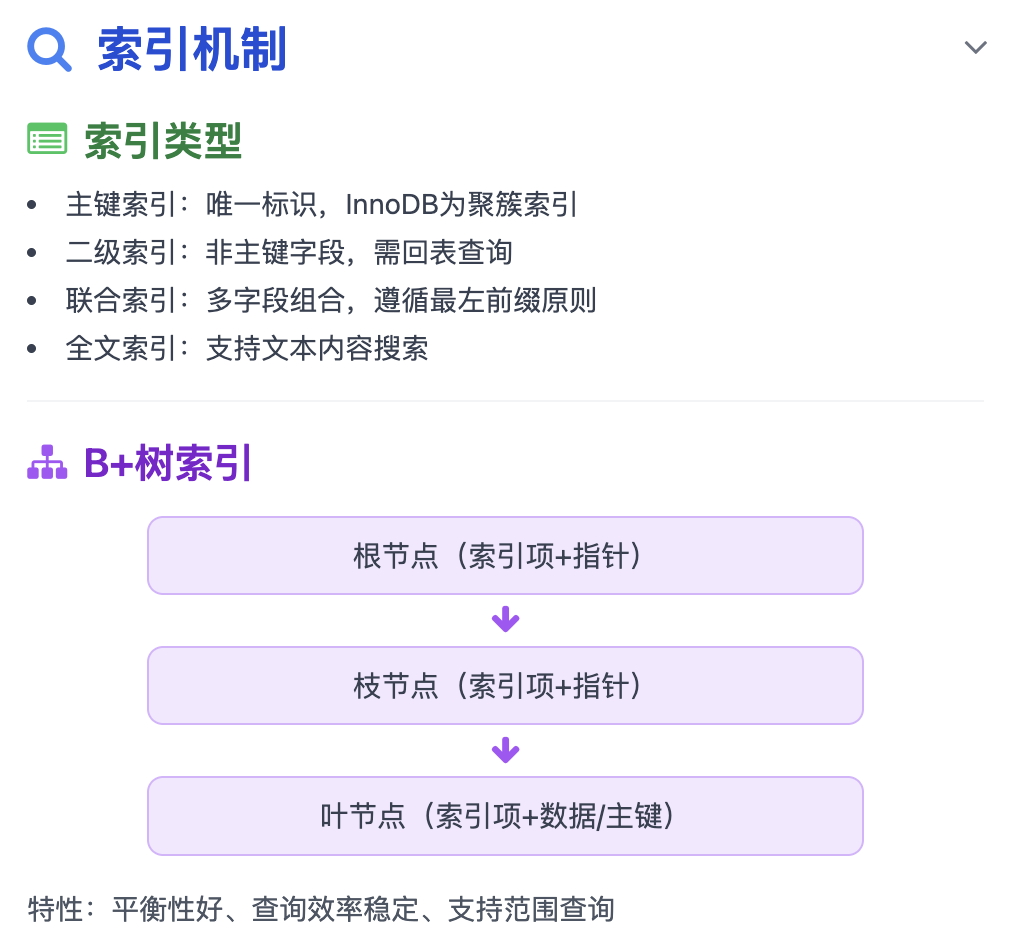 索引机制
索引类型
• 主键索引：唯一标识，InnoDB为聚簇索引
• 二级索引：非主键字段，需回表查询
• 联合索引：多字段组合，遵循最左前缀原则
• 全文索引：支持文本内容搜索
B+树索引
根节点（索引项+指针）
枝节点（索引项+指针）
叶节点（索引项+数据/主键）
特性：平衡性好、查询效率稳定、支持范围查询